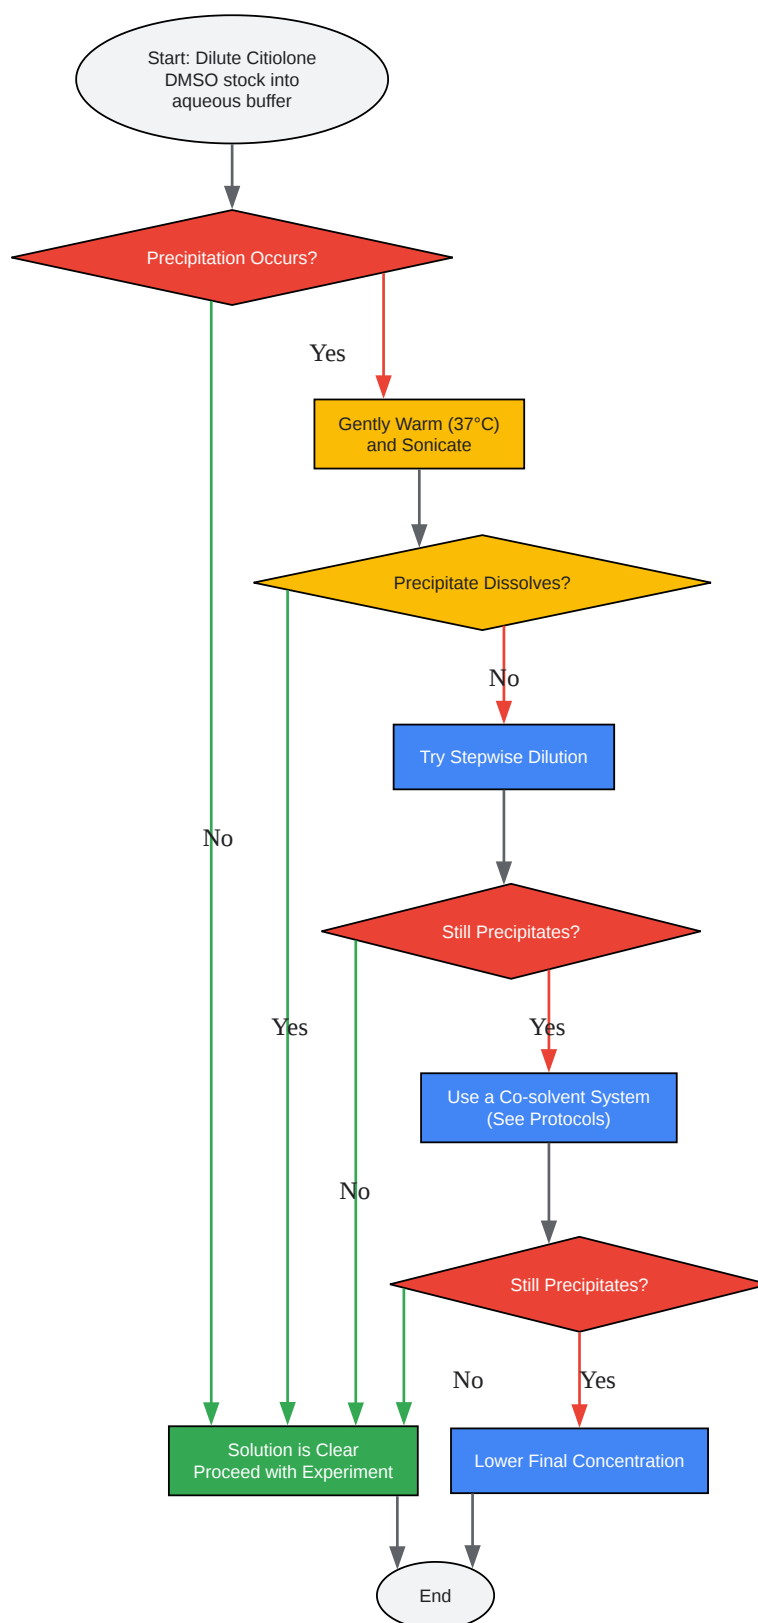 Start: Dilute Citiolone
DMSO stock into
aqueous buffer
Precipitation Occurs?
Yes
Gently Warm (37°C)
and Sonicate
Precipitate Dissolves?
No
Try Stepwise Dilution
No
Still Precipitates?
Yes
Yes
Use a Co-solvent System
(See Protocols)
No
Still Precipitates?
No
Yes
Solution is Clear
Proceed with Experiment
Lower Final Concentration
End